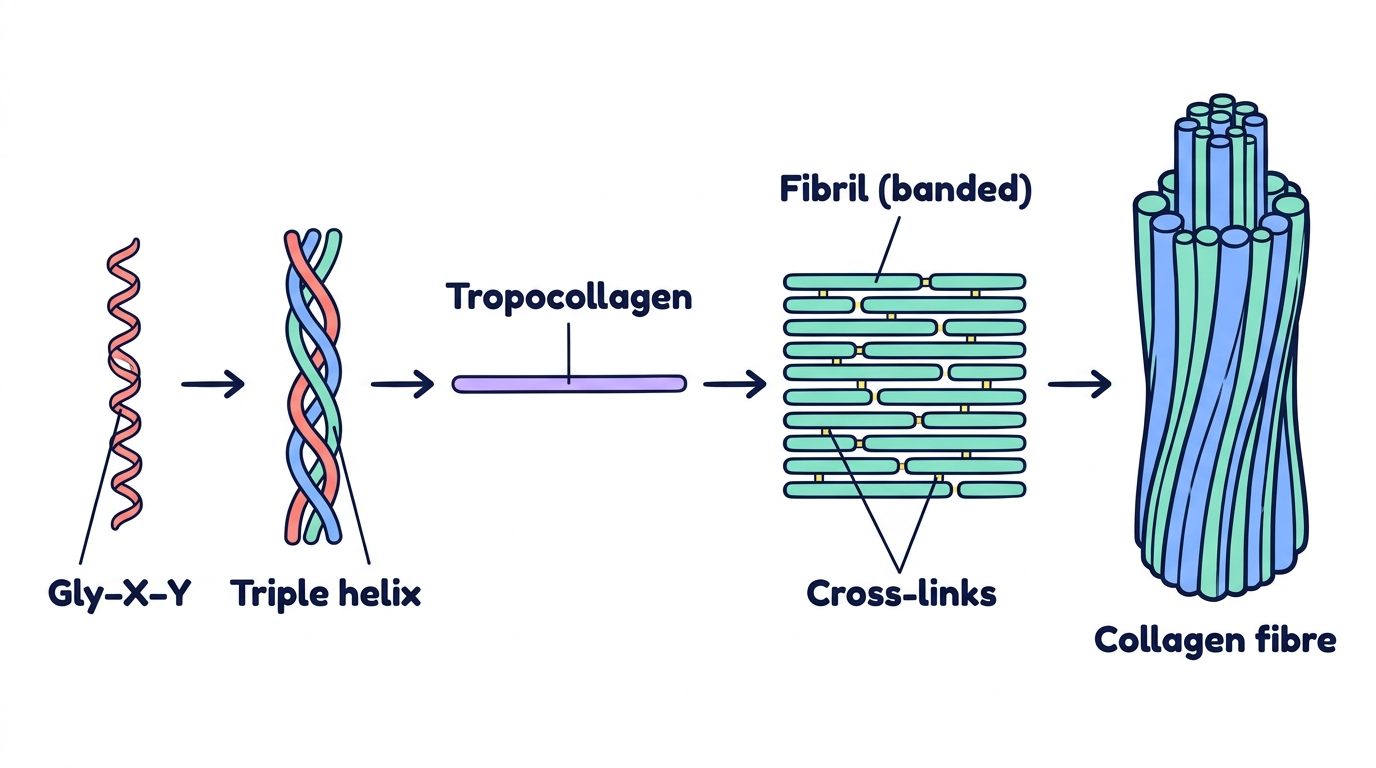 Gly–X–Y
Triple helix
Tropocollagen
Fibril (banded)
Cross-links
Collagen fibre